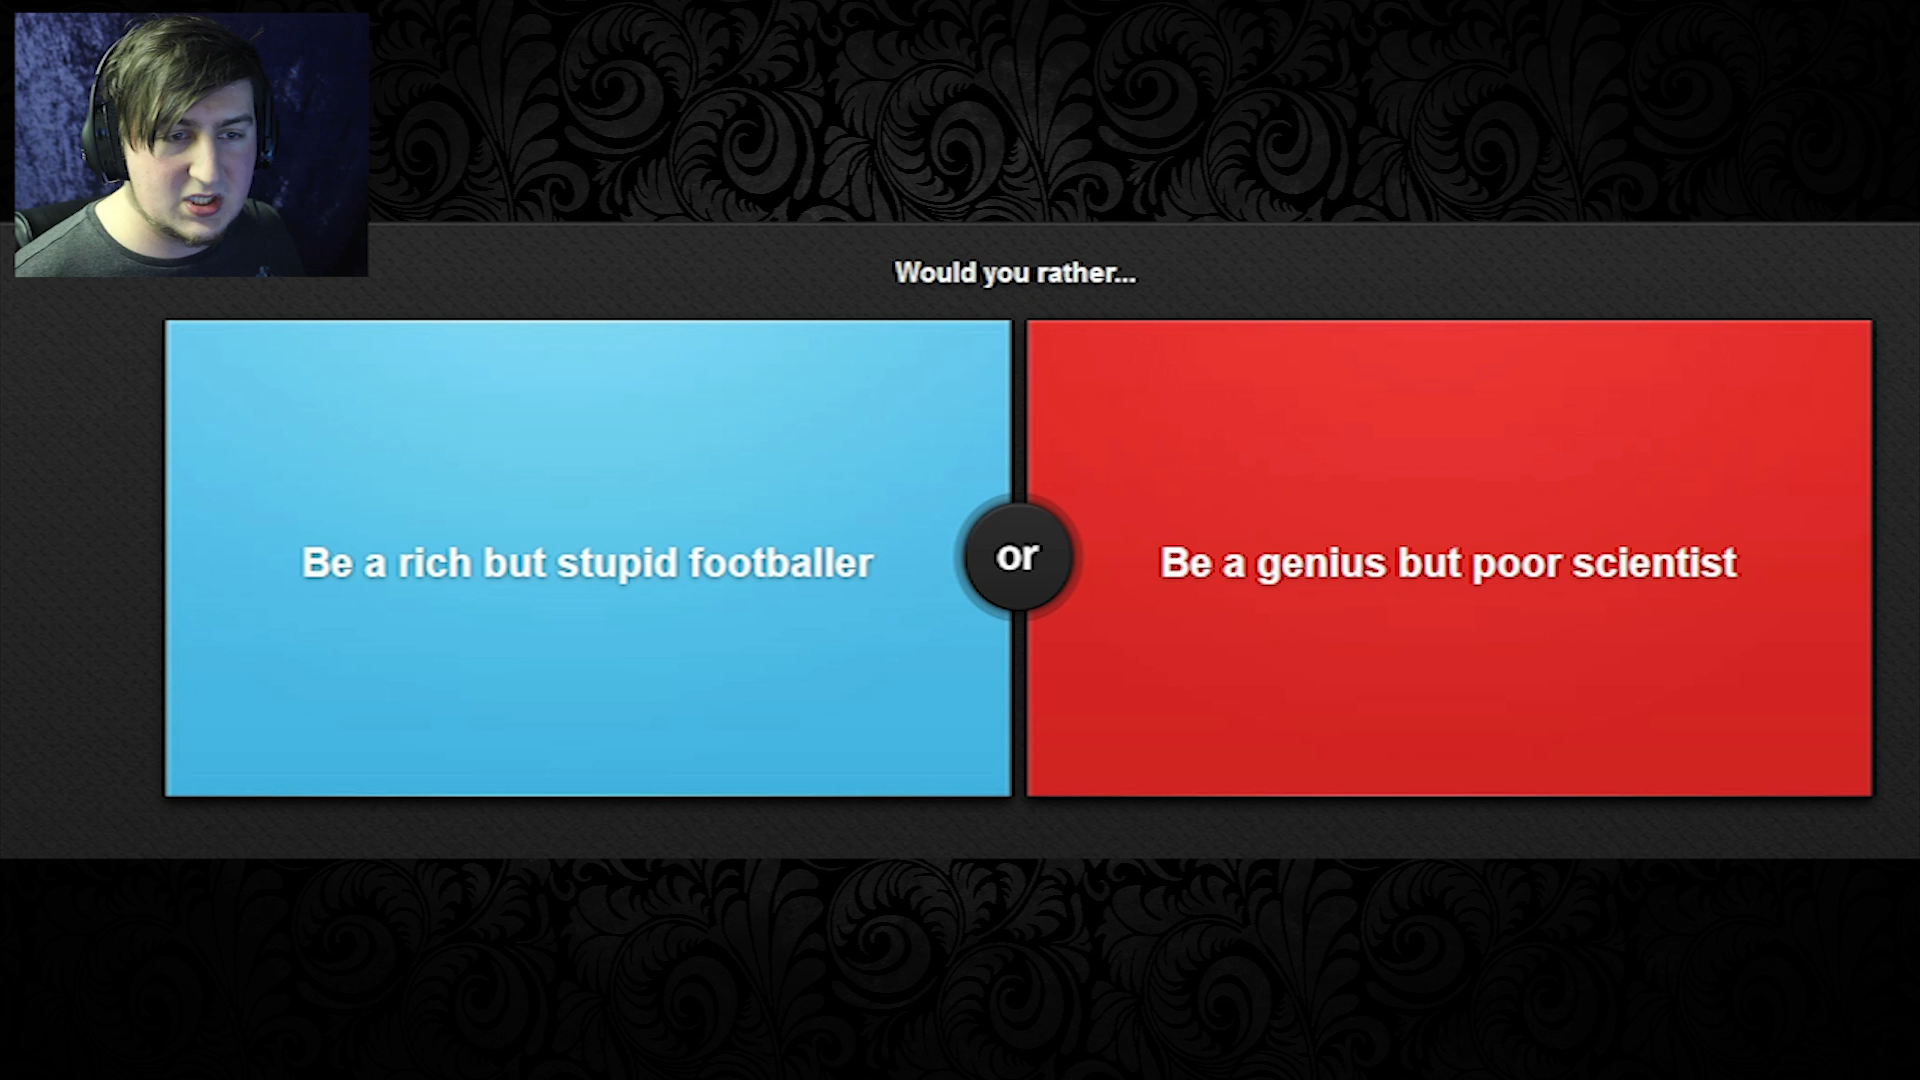 Would you rather...
Be a rich but stupid footballer
or
Be a genius but poor scientist